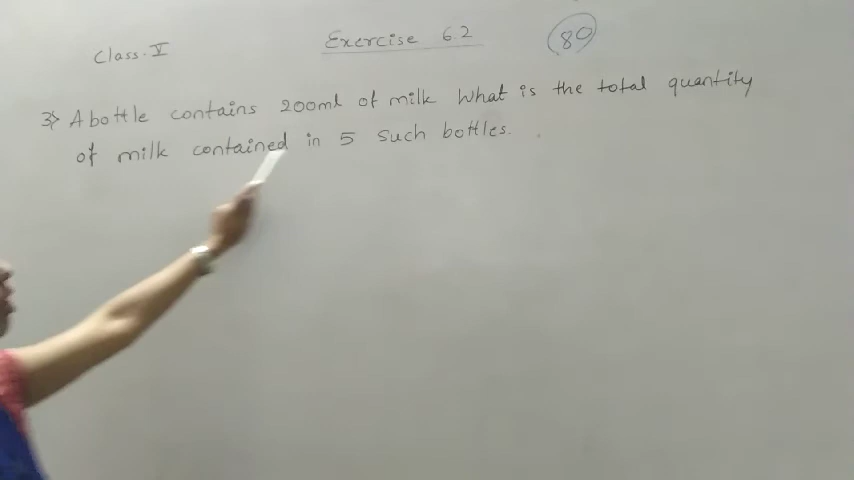 Class. V Exercise 6.2 80
3> A bottle contains 200ml of milk What is the total quantity
of milk contained in 5 such bottles.